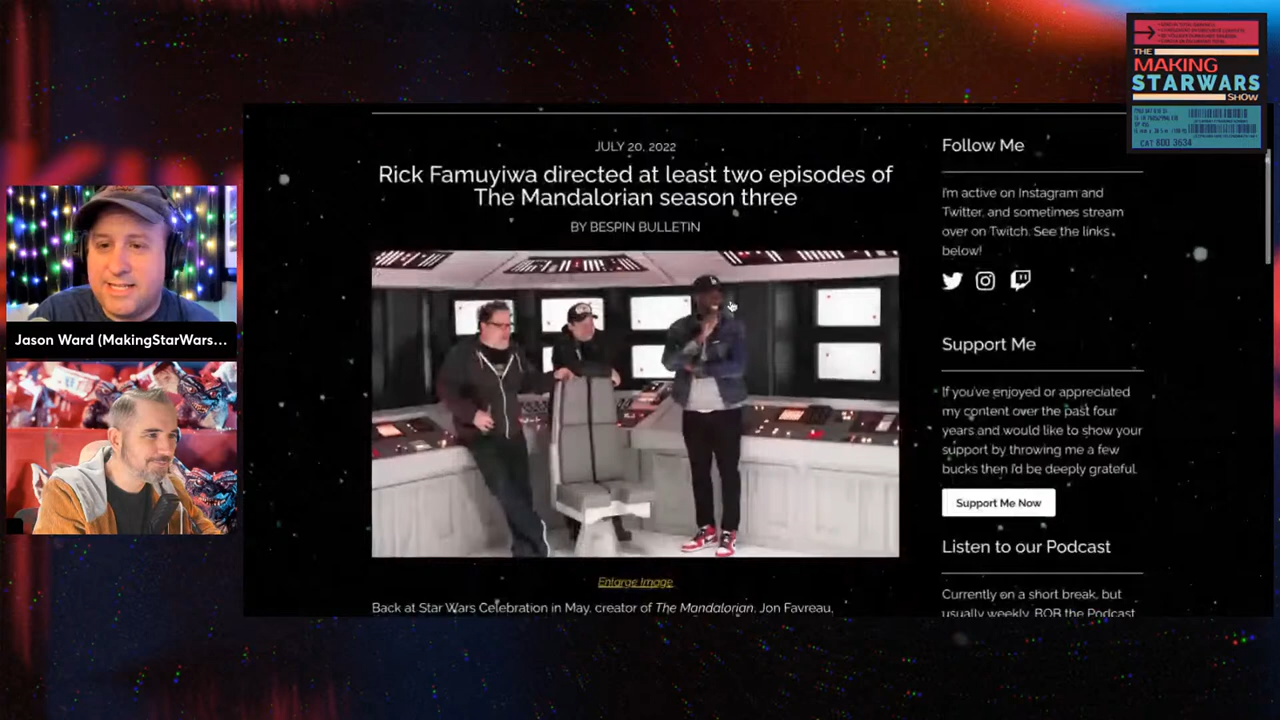 THE
MAKING
STARWARS
SHOW
CAT 800 3634
Jason Ward (MakingStarWars...
JULY 20, 2022
Rick Famuyiwa directed at least two episodes of
The Mandalorian season three
BY BESPIN BULLETIN
Enlarge Image
Back at Star Wars Celebration in May, creator of The Mandalorian, Jon Favreau,
Follow Me
I'm active on Instagram and
Twitter, and sometimes stream
over on Twitch. See the links
below!
Support Me
If you've enjoyed or appreciated
my content over the past four
years and would like to show your
support by throwing me a few
bucks then I'd be deeply grateful.
Support Me Now
Listen to our Podcast
Currently on a short break, but
usually weekly, BOB the Podcast